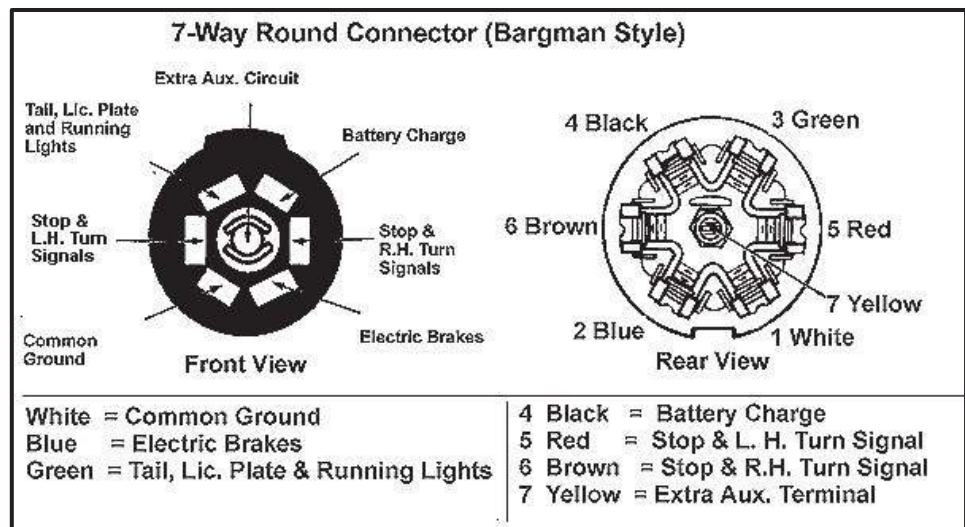 7-Way Round Connector (Bargman Style)
Extra Aux. Circuit
Tail, Lic. Plate
and Running
Lights
Battery Charge
Stop &
L.H. Turn
Signals
Stop &
R.H. Turn
Signals
Common
Ground
Electric Brakes
Front View
4 Black
3 Green
6 Brown
5 Red
7 Yellow
2 Blue
1 White
Rear View
White = Common Ground
Blue = Electric Brakes
Green = Tail, Lic. Plate & Running Lights
4 Black = Battery Charge
5 Red = Stop & L. H. Turn Signal
6 Brown = Stop & R.H. Turn Signal
7 Yellow = Extra Aux. Terminal